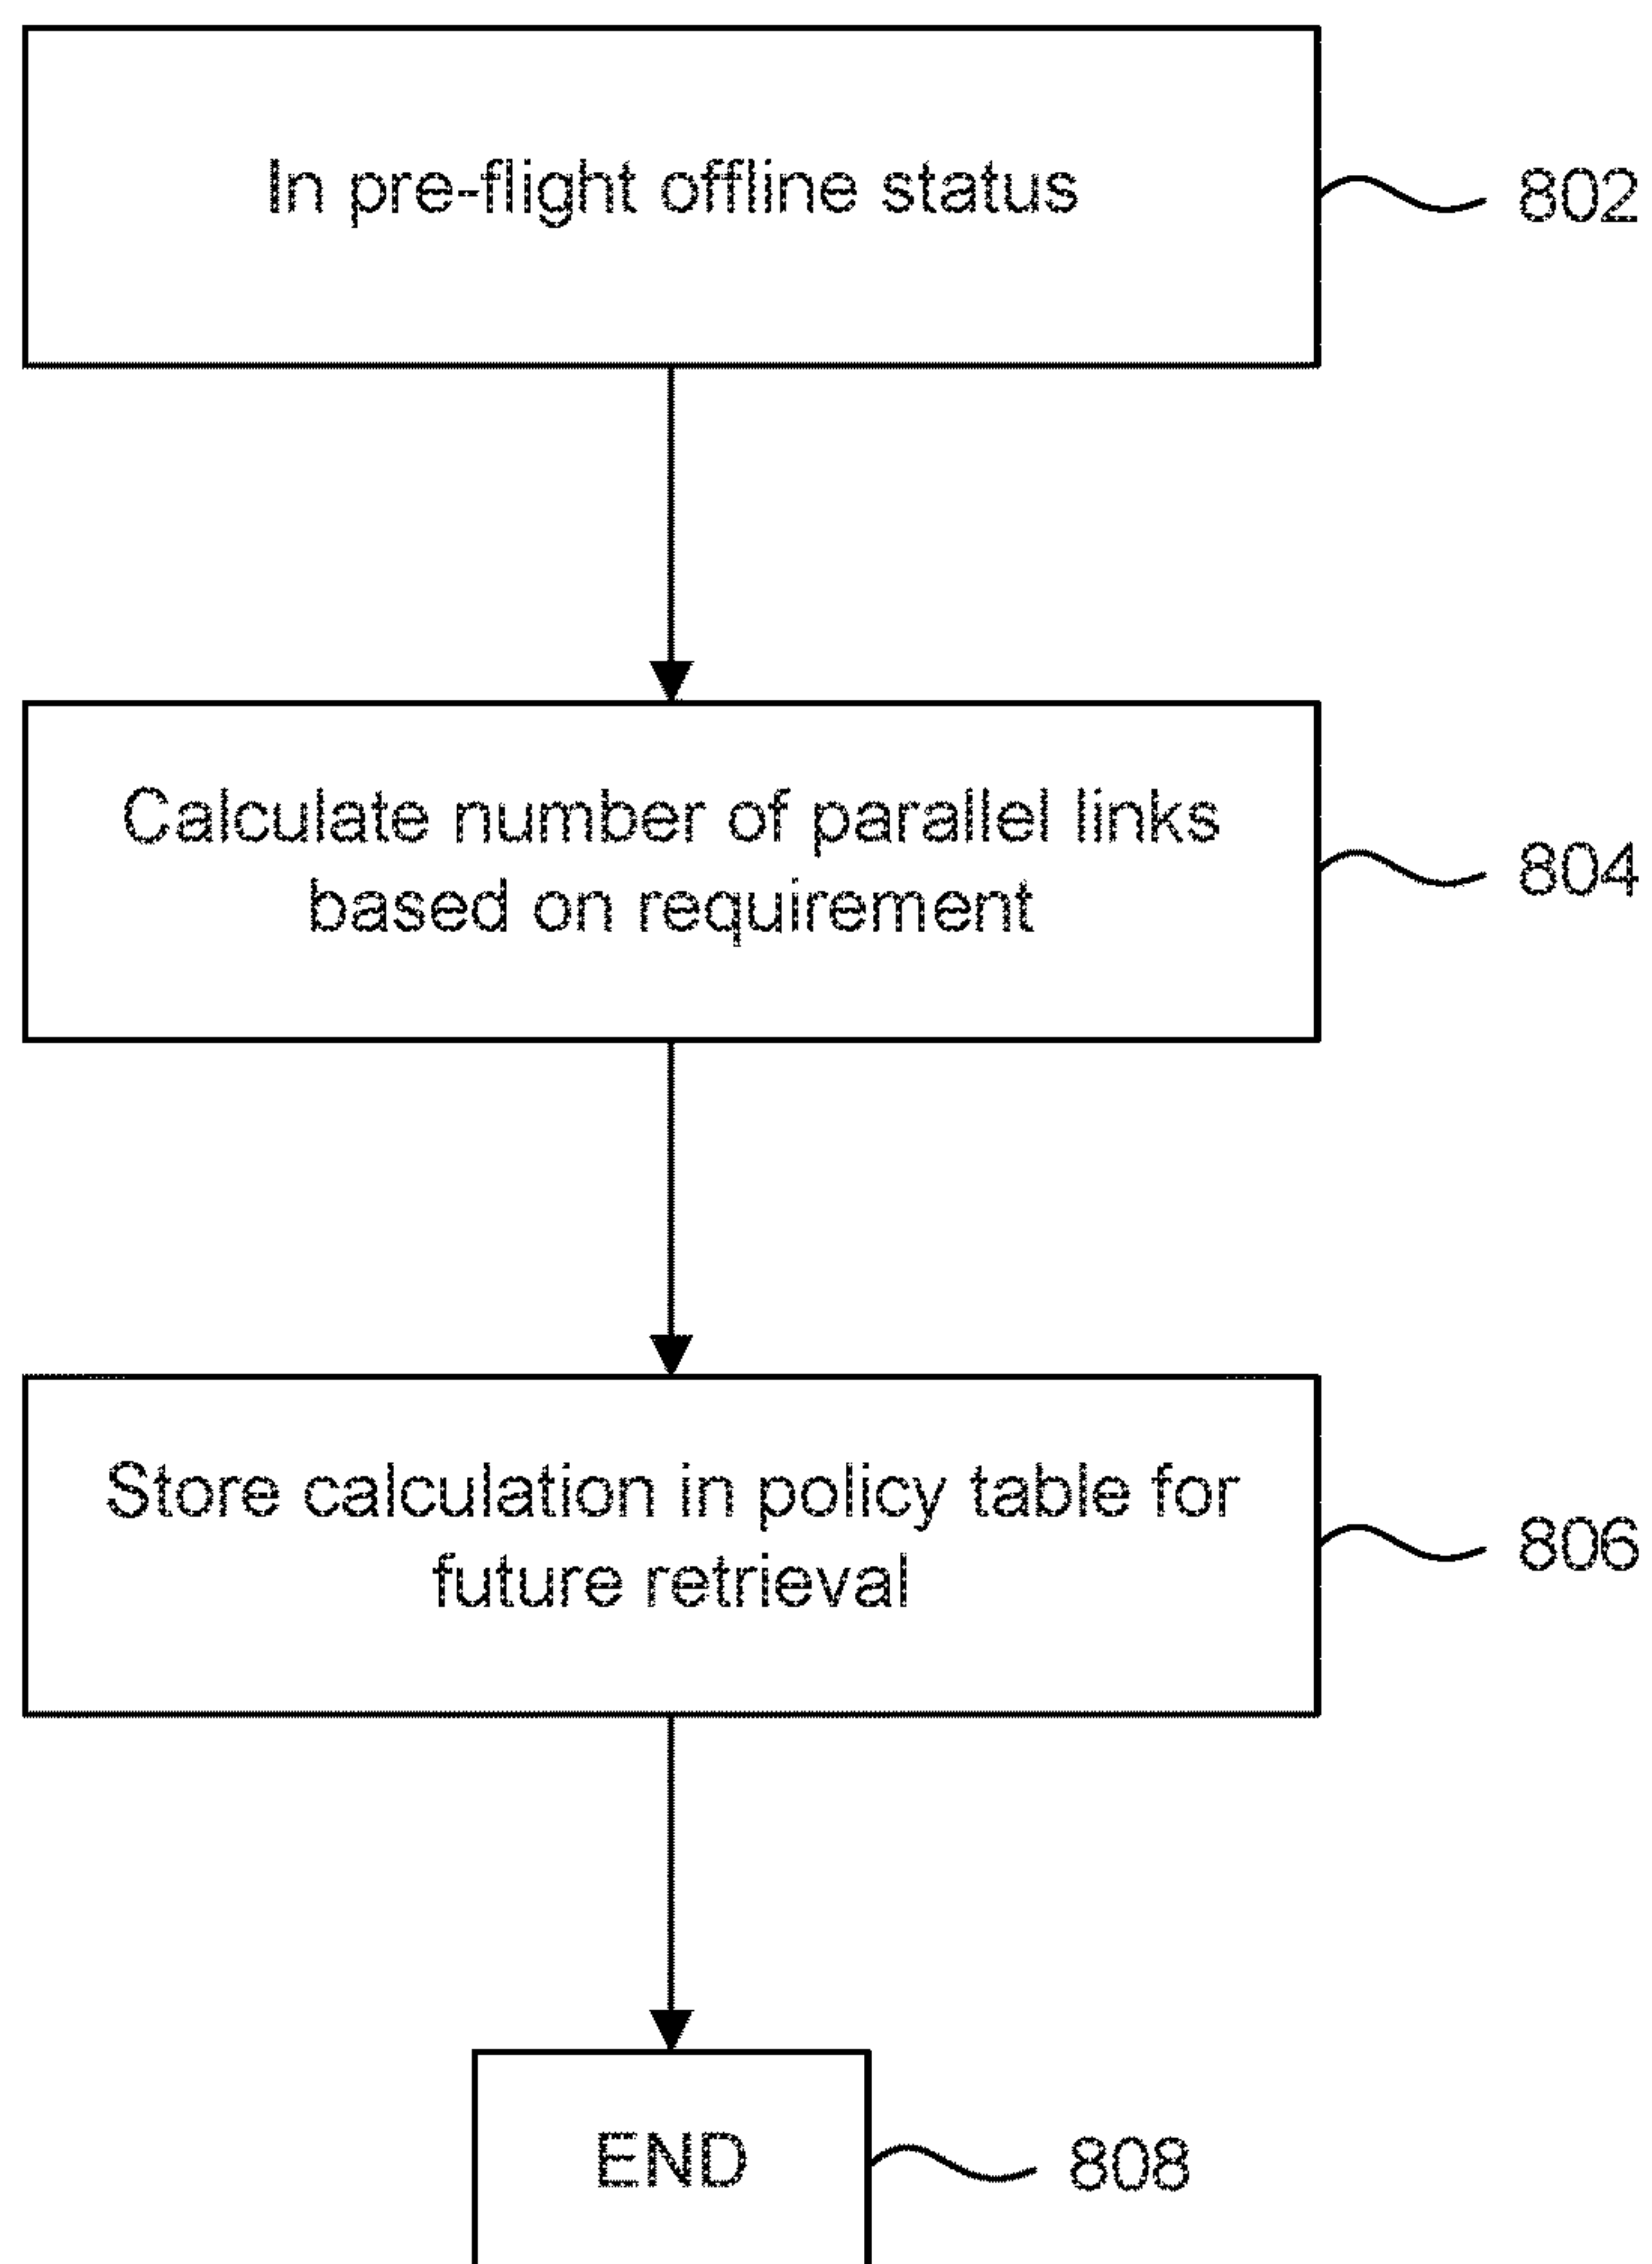 In pre-flight offline status
802
Calculate number of parallel links
based on requirement
804
Store calculation in policy table for
future retrieval
806
END
808